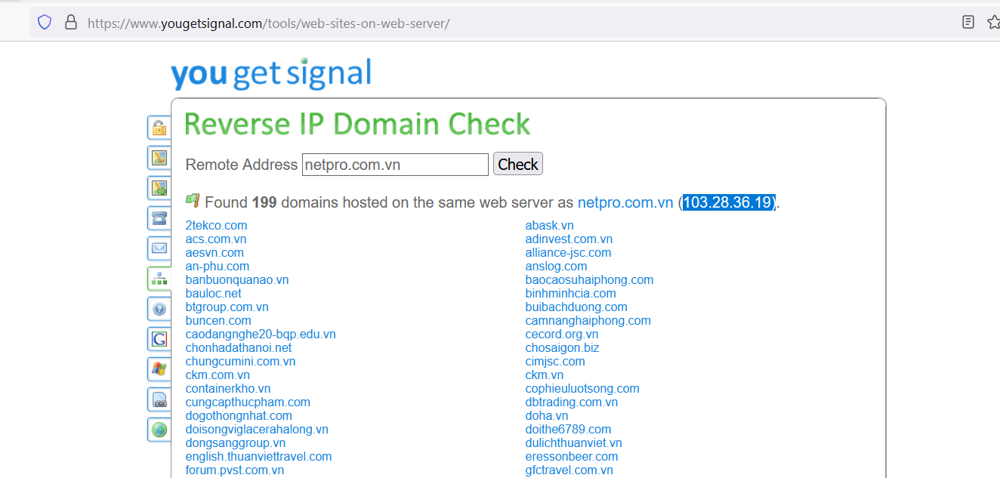 https://www.yougetsignal.com/tools/web-sites-on-web-server/
you get signal
Reverse IP Domain Check
Remote Address netpro.com.vn Check
Found 199 domains hosted on the same web server as netpro.com.vn (103.28.36.19).
2tekco.com abask.vn
acs.com.vn adinvest.com.vn
aesvn.com alliance-jsc.com
an-phu.com anslog.com
banbuonquanao.vn baocaosuhaiphong.com
bauloc.net binhminhcia.com
btgroup.com.vn buibachduong.com
buncen.com camnanghaiphong.com
caodangnghe20-bqp.edu.vn cecord.org.vn
chonhadathanoi.net chosaigon.biz
chungcumini.com.vn cimjsc.com
ckm.com.vn ckm.vn
containerkho.vn cophieuluotsong.com
cungcapthucpham.com dbtrading.com.vn
dogothongnhat.com doha.vn
doisongviglacerahalong.vn doithe6789.com
dongsanggroup.vn dulichthuanviet.vn
english.thuanviettravel.com eressonbeer.com
forum.pvst.com.vn gfctravel.com.vn